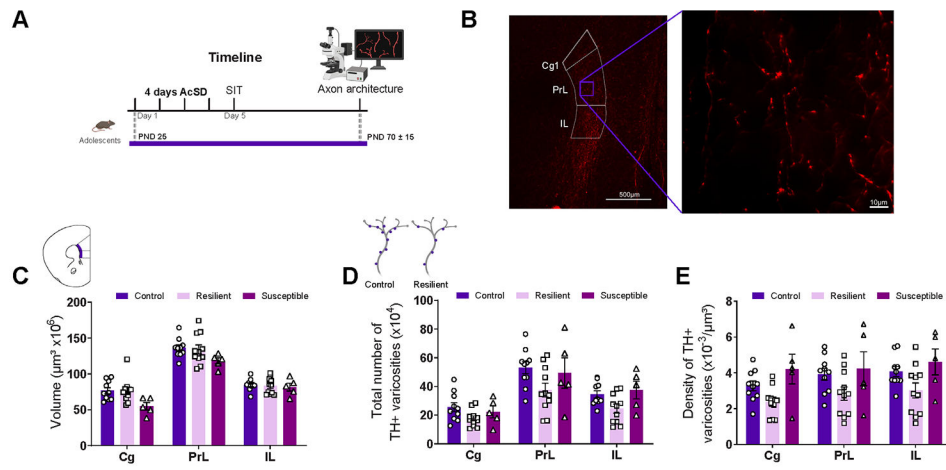 A
Timeline
Axon architecture
4 days AcSD
SIT
Day 1
Day 5
Adolescents
PND 25
PND 70 ± 15
B
Cg1
PrL
IL
500µm
10µm
C
Control
Resilient
Susceptible
Volume (µm³ x10⁶)
200
150
100
50
0
Cg
PrL
IL
D
Control
Resilient
Control
Resilient
Susceptible
Total number of
TH+ varicosities (x10⁴)
100
80
60
40
20
0
Cg
PrL
IL
E
Control
Resilient
Susceptible
Density of TH+
varicosities (x10⁻³/µm³)
8
6
4
2
0
Cg
PrL
IL